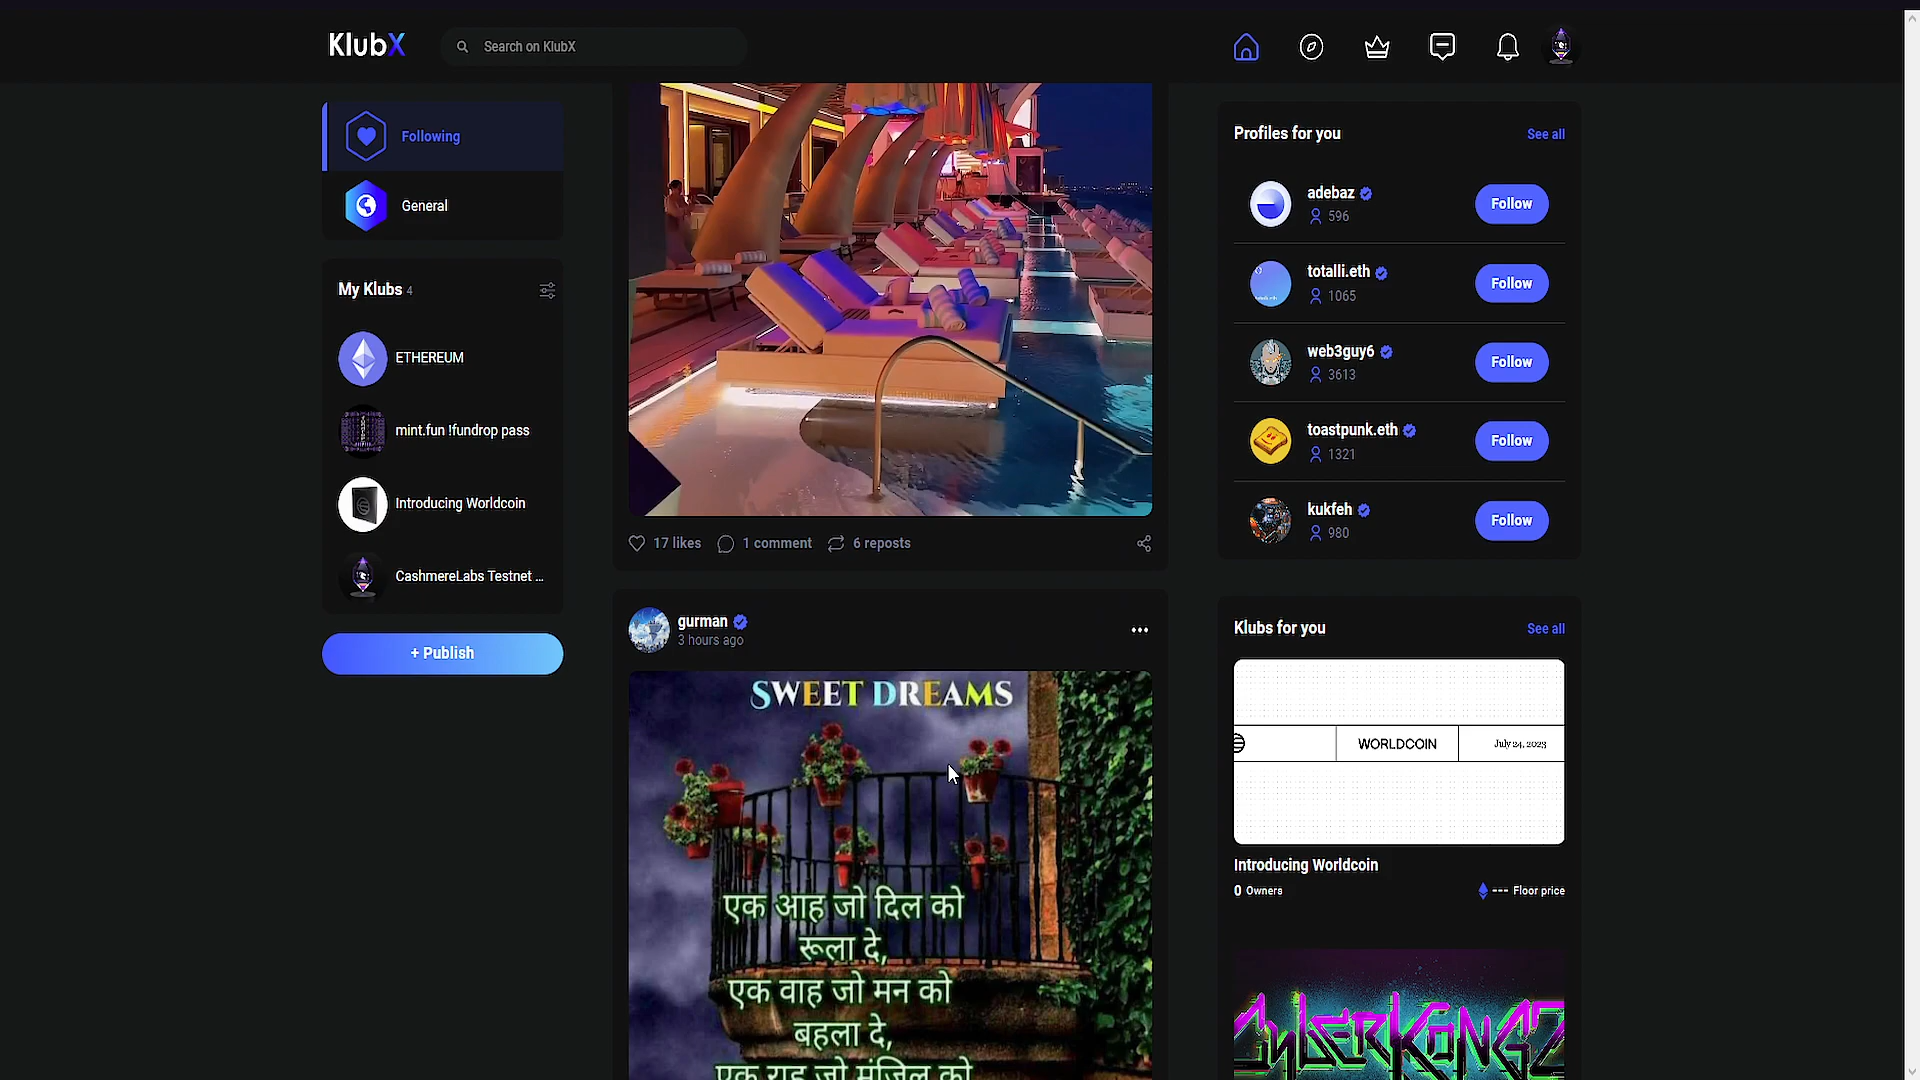 KlubX
Search on KlubX
Following
General
My Klubs 4
ETHEREUM
mint.fun !fundrop pass
Introducing Worldcoin
CashmereLabs Testnet ...
+ Publish
17 likes
1 comment
6 reposts
gurman
3 hours ago
SWEET DREAMS
एक आह जो दिल को
रूला दे,
एक वाह जो मन को
बहला दे,
एक राह जो मंजिल को
Profiles for you
See all
adebaz
596
Follow
totalli.eth
1065
Follow
web3guy6
3613
Follow
toastpunk.eth
1321
Follow
kukfeh
980
Follow
Klubs for you
See all
WORLDCOIN
July 24, 2023
Introducing Worldcoin
0 Owners
--- Floor price
CYBERKONGZ